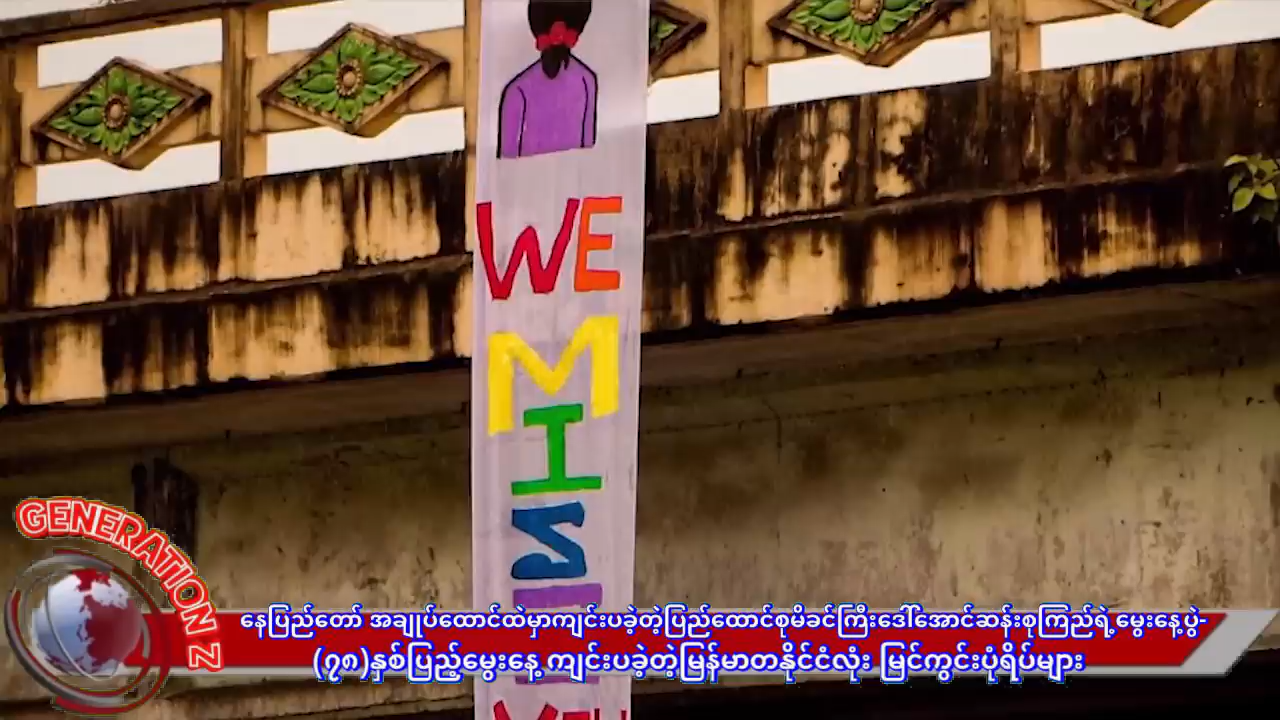 WE
M
I
S
GENERATION Z
နေပြည်တော် အချုပ်ထောင်ထဲမှာကျင်းပခဲ့တဲ့ပြည်ထောင်စုမိခင်ကြီးဒေါ်အောင်ဆန်းစုကြည်ရဲ့မွေးနေ့ပွဲ-
(၇၈)နှစ်ပြည့်မွေးနေ့ကျင်းပခဲ့တဲ့မြန်မာတနိုင်ငံလုံး မြင်ကွင်းပုံရိပ်များ